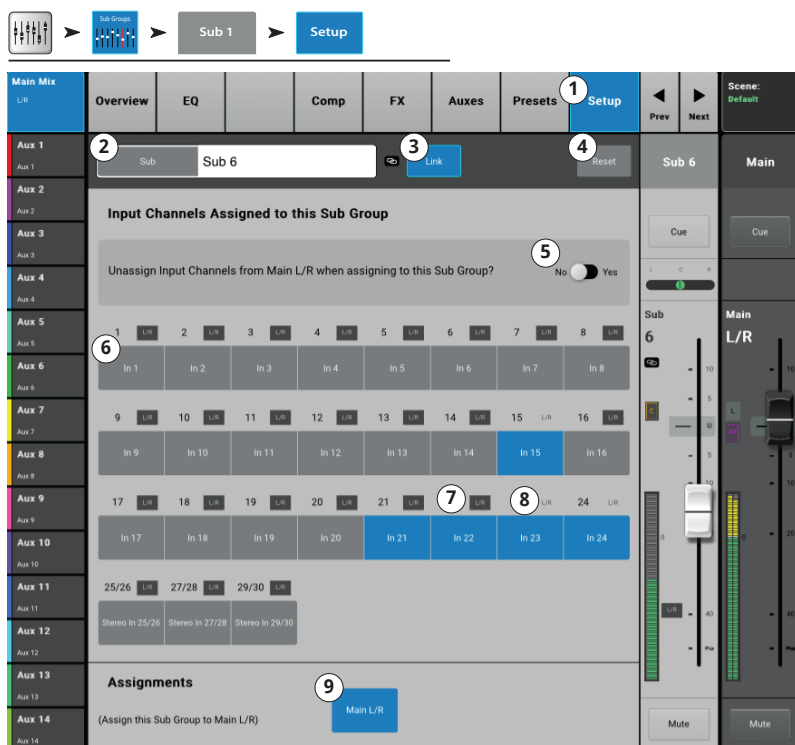 Sub Groups
Sub 1
Setup
Main Mix
L/R
Overview
EQ
Comp
FX
Auxes
Presets
1
Setup
Prev
Next
Scene:
Default
Aux 1
Aux 1
Aux 2
Aux 2
Aux 3
Aux 3
Aux 4
Aux 4
Aux 5
Aux 5
Aux 6
Aux 6
Aux 7
Aux 7
Aux 8
Aux 8
Aux 9
Aux 9
Aux 10
Aux 10
Aux 11
Aux 11
Aux 12
Aux 12
Aux 13
Aux 13
Aux 14
Aux 14
2
Sub
Sub 6
3
Link
4
Reset
Input Channels Assigned to this Sub Group
Unassign Input Channels from Main L/R when assigning to this Sub Group?
5
No
Yes
1 L/R 2 L/R 3 L/R 4 L/R 5 L/R 6 L/R 7 L/R 8 L/R
6
In 1 In 2 In 3 In 4 In 5 In 6 In 7 In 8
9 L/R 10 L/R 11 L/R 12 L/R 13 L/R 14 L/R 15 L/R 16 L/R
In 9 In 10 In 11 In 12 In 13 In 14 In 15 In 16
17 L/R 18 L/R 19 L/R 20 L/R 21 L/R 7 L/R 8 L/R 24 L/R
In 17 In 18 In 19 In 20 In 21 In 22 In 23 In 24
25/26 L/R 27/28 L/R 29/30 L/R
Stereo In 25/26 Stereo In 27/28 Stereo In 29/30
Assignments
9
(Assign this Sub Group to Main L/R)
Main L/R
Sub 6
Cue
L C R
Sub
6
10
5
C
U
5
10
0
L/R
40
Mute
Main
Cue
Main
L/R
10
L
AF
5
10
0
20
40
Mute